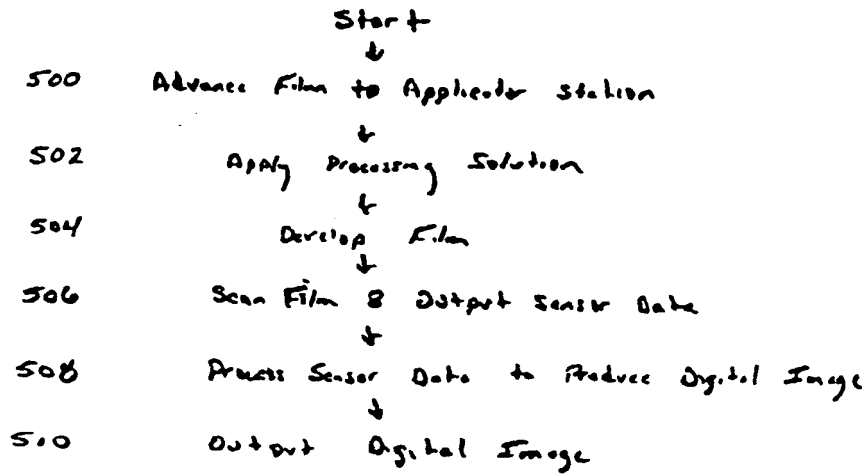 Start
↓
500 Advance Film to Applicator Station
↓
502 Apply Processing Solution
↓
504 Develop Film
↓
506 Scan Film & Output Sensor Data
↓
508 Process Sensor Data to Produce Digital Image
↓
510 Output Digital Image